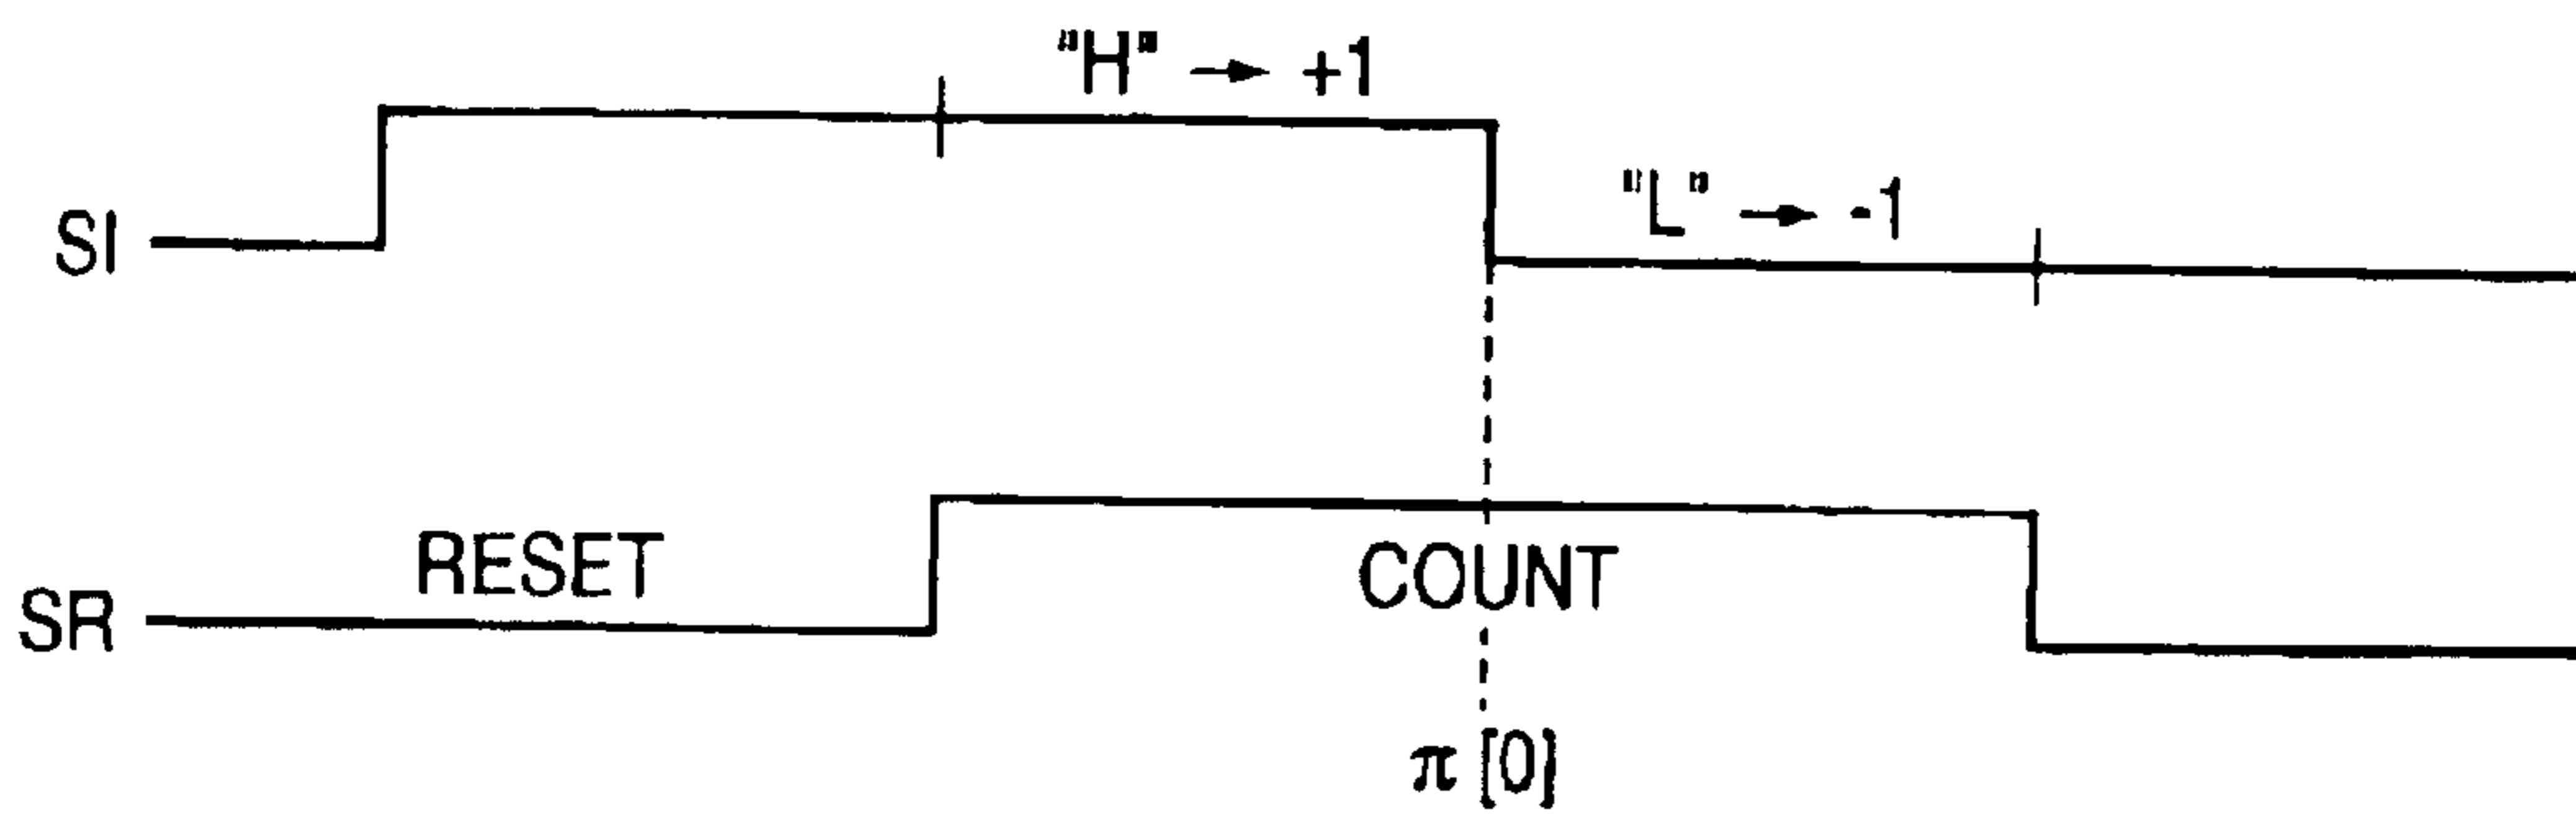 "H" → +1
"L" → -1
SI
RESET
COUNT
SR
π [0]